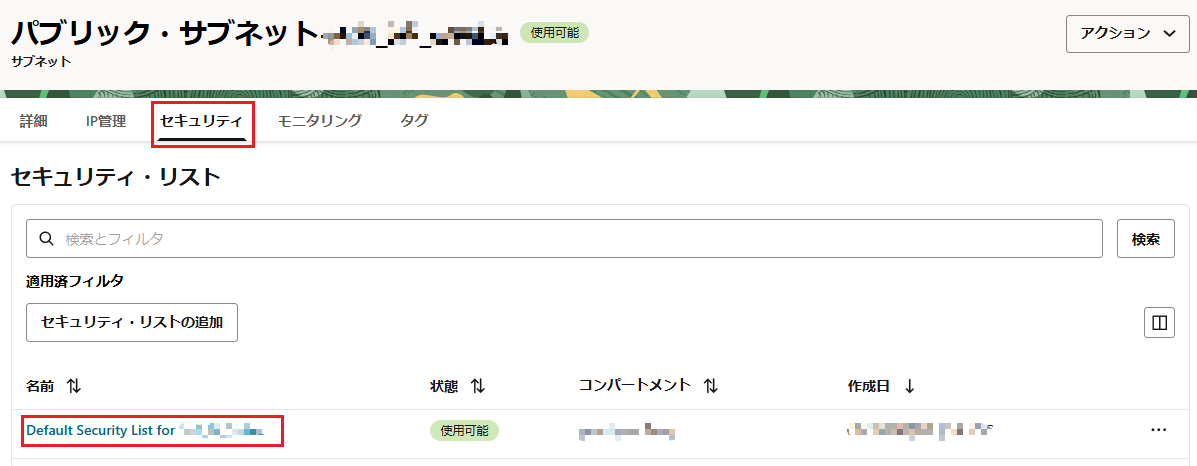 パブリック・サブネット 使用可能
アクション
サブネット
詳細 IP管理 セキュリティ モニタリング タグ
セキュリティ・リスト
検索とフィルタ 検索
適用済フィルタ
セキュリティ・リストの追加
名前 状態 コンパートメント 作成日
Default Security List for 使用可能